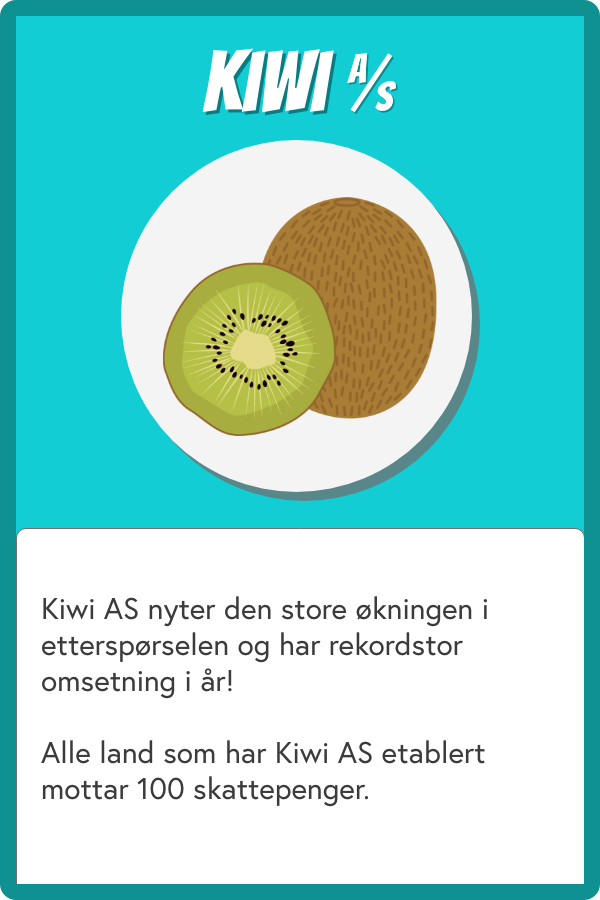 KIWI A/S
Kiwi AS nyter den store økningen i
etterspørselen og har rekordstor
omsetning i år!
Alle land som har Kiwi AS etablert
mottar 100 skattepenger.